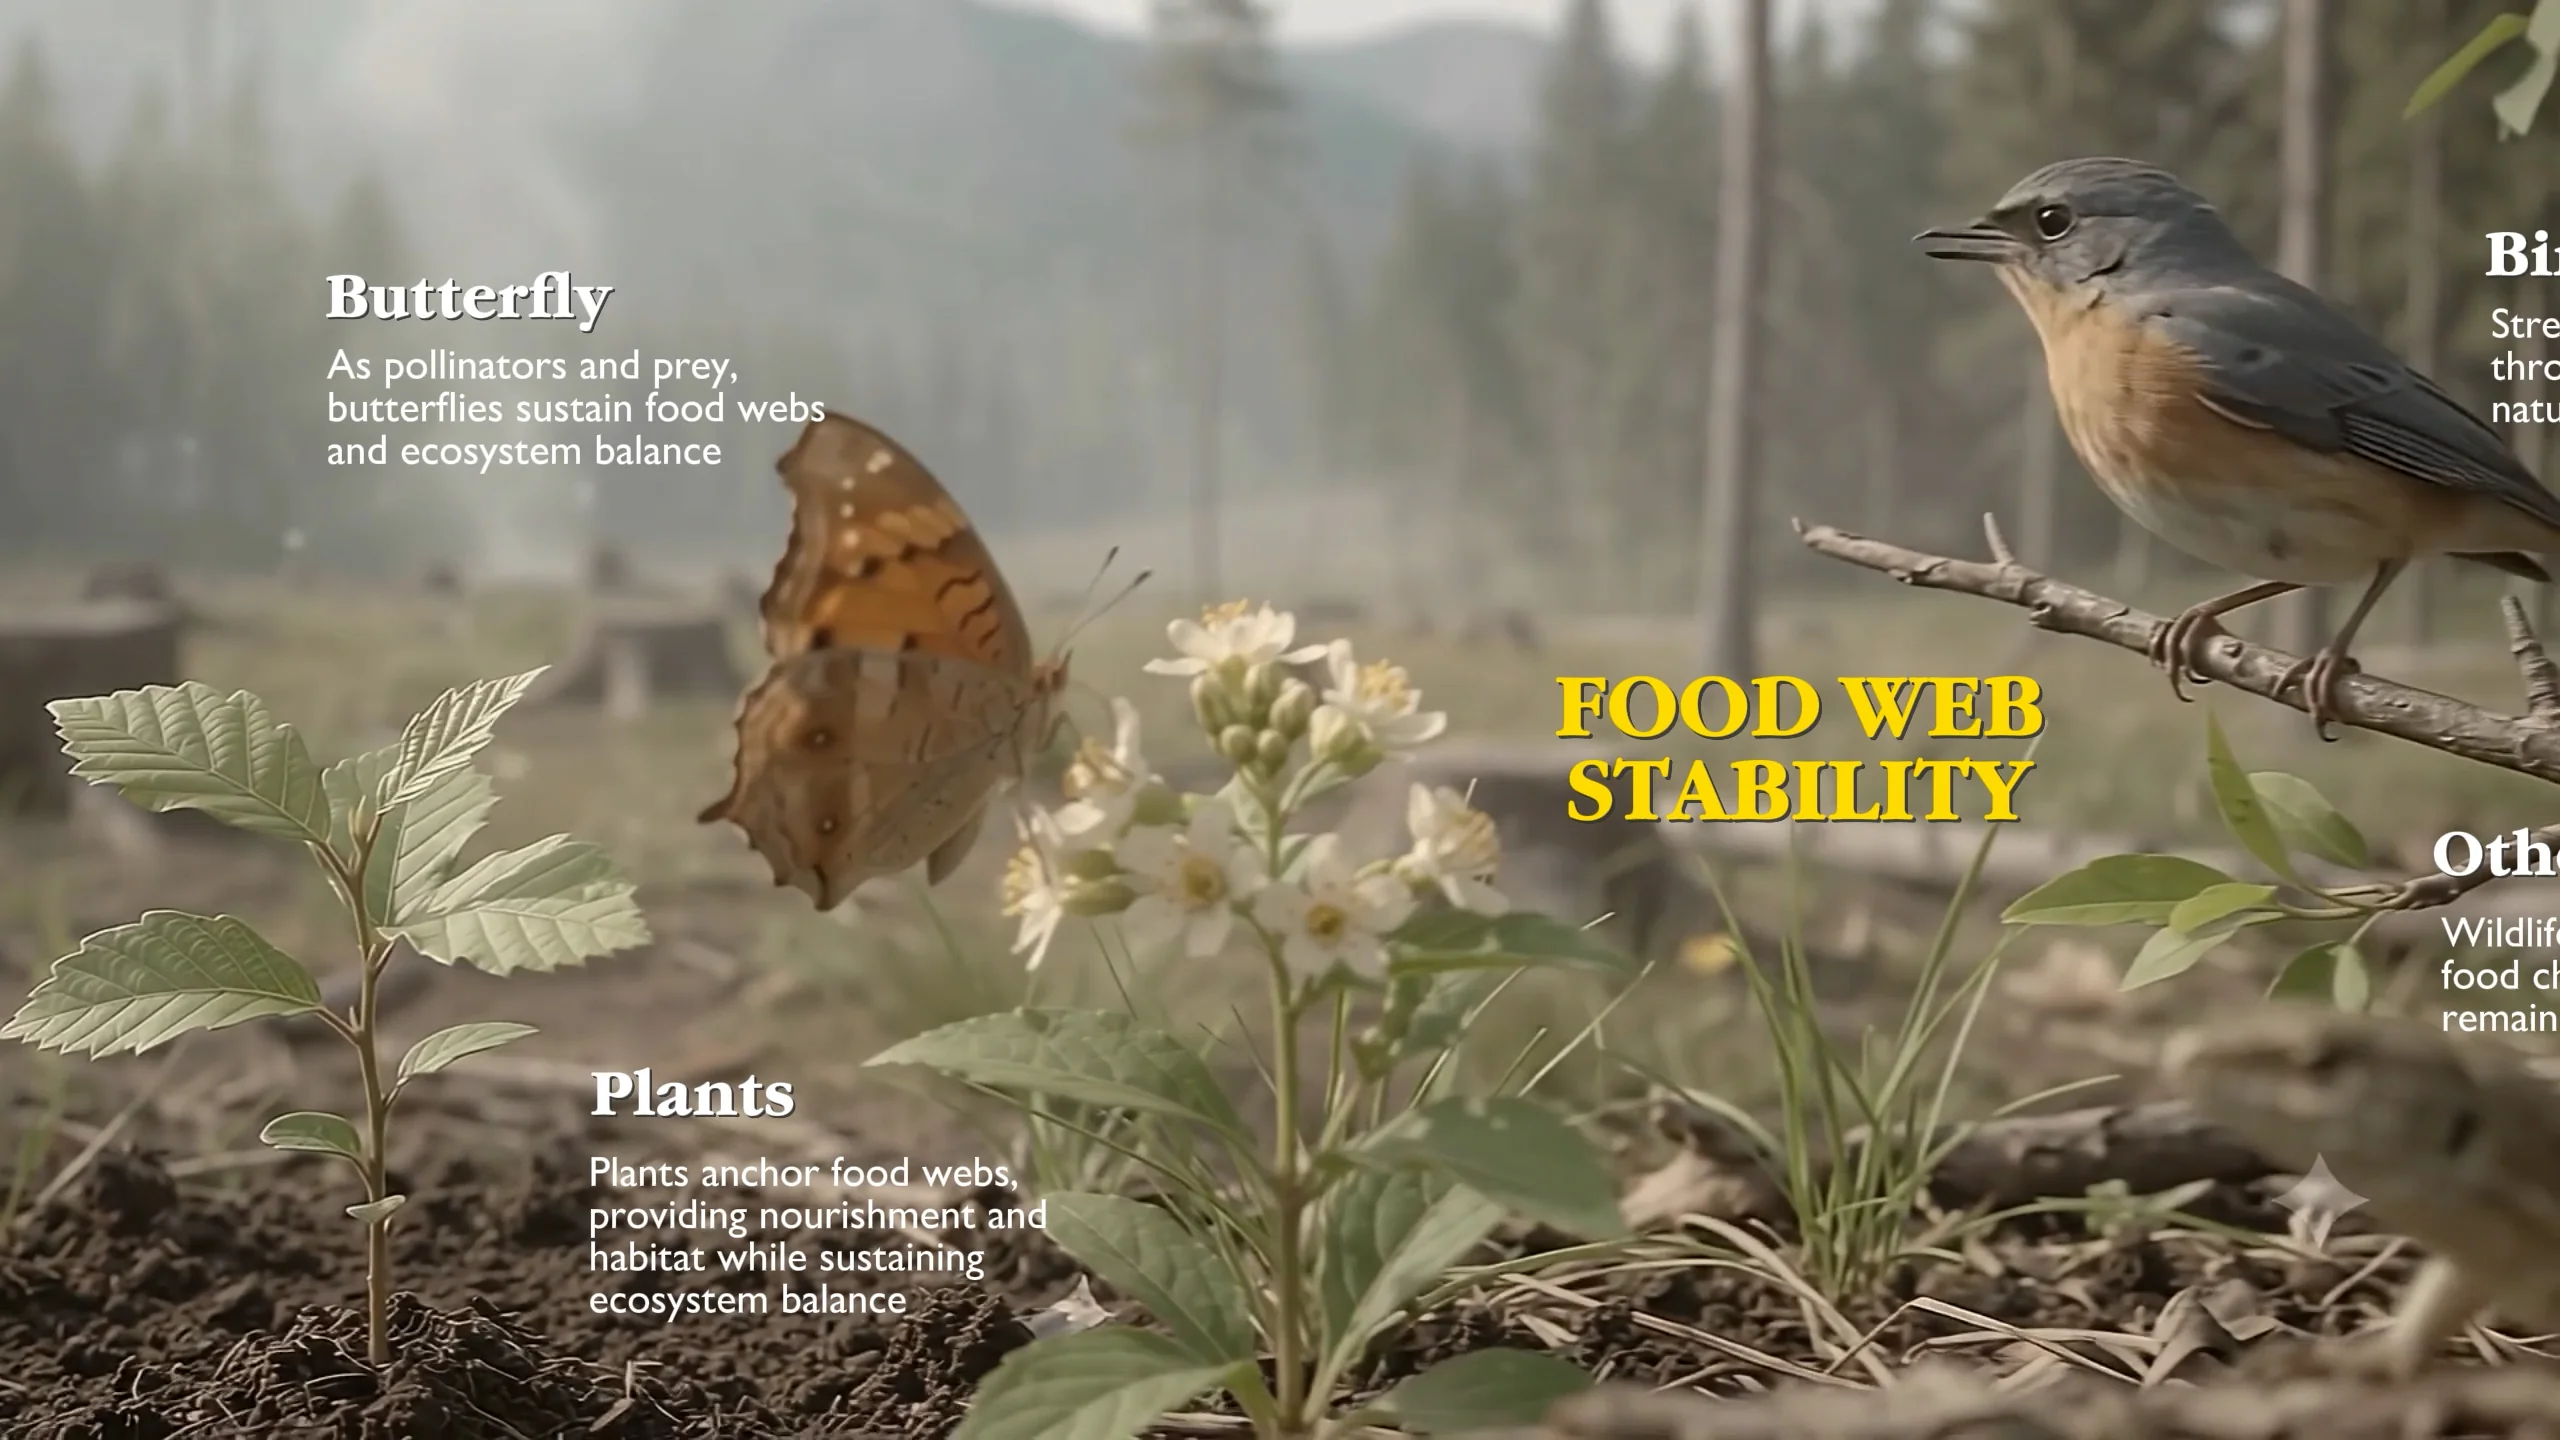 Butterfly
As pollinators and prey,
butterflies sustain food webs
and ecosystem balance
FOOD WEB
STABILITY
Plants
Plants anchor food webs,
providing nourishment and
habitat while sustaining
ecosystem balance
food